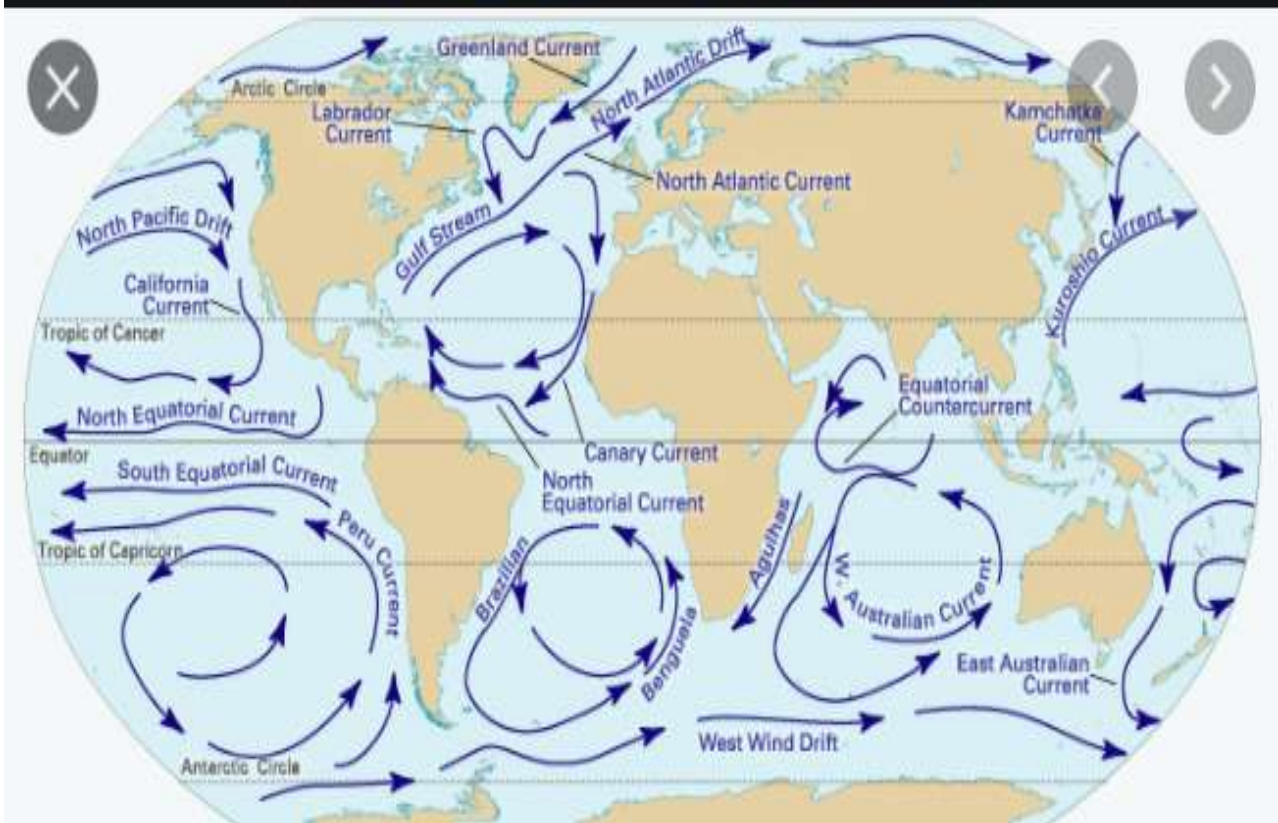 Greenland Current
North Atlantic Drift
Arctic Circle
Labrador
Current
Kamchatka
Current
North Atlantic Current
North Pacific Drift
Gulf Stream
Kuroshio Current
California
Current
Tropic of Cancer
Equatorial
Countercurrent
North Equatorial Current
Equator
Canary Current
South Equatorial Current
North
Equatorial Current
Peru Current
Tropic of Capricorn
Agulhas
Brazilian
W. Australian Current
Benguela
East Australian
Current
West Wind Drift
Antarctic Circle